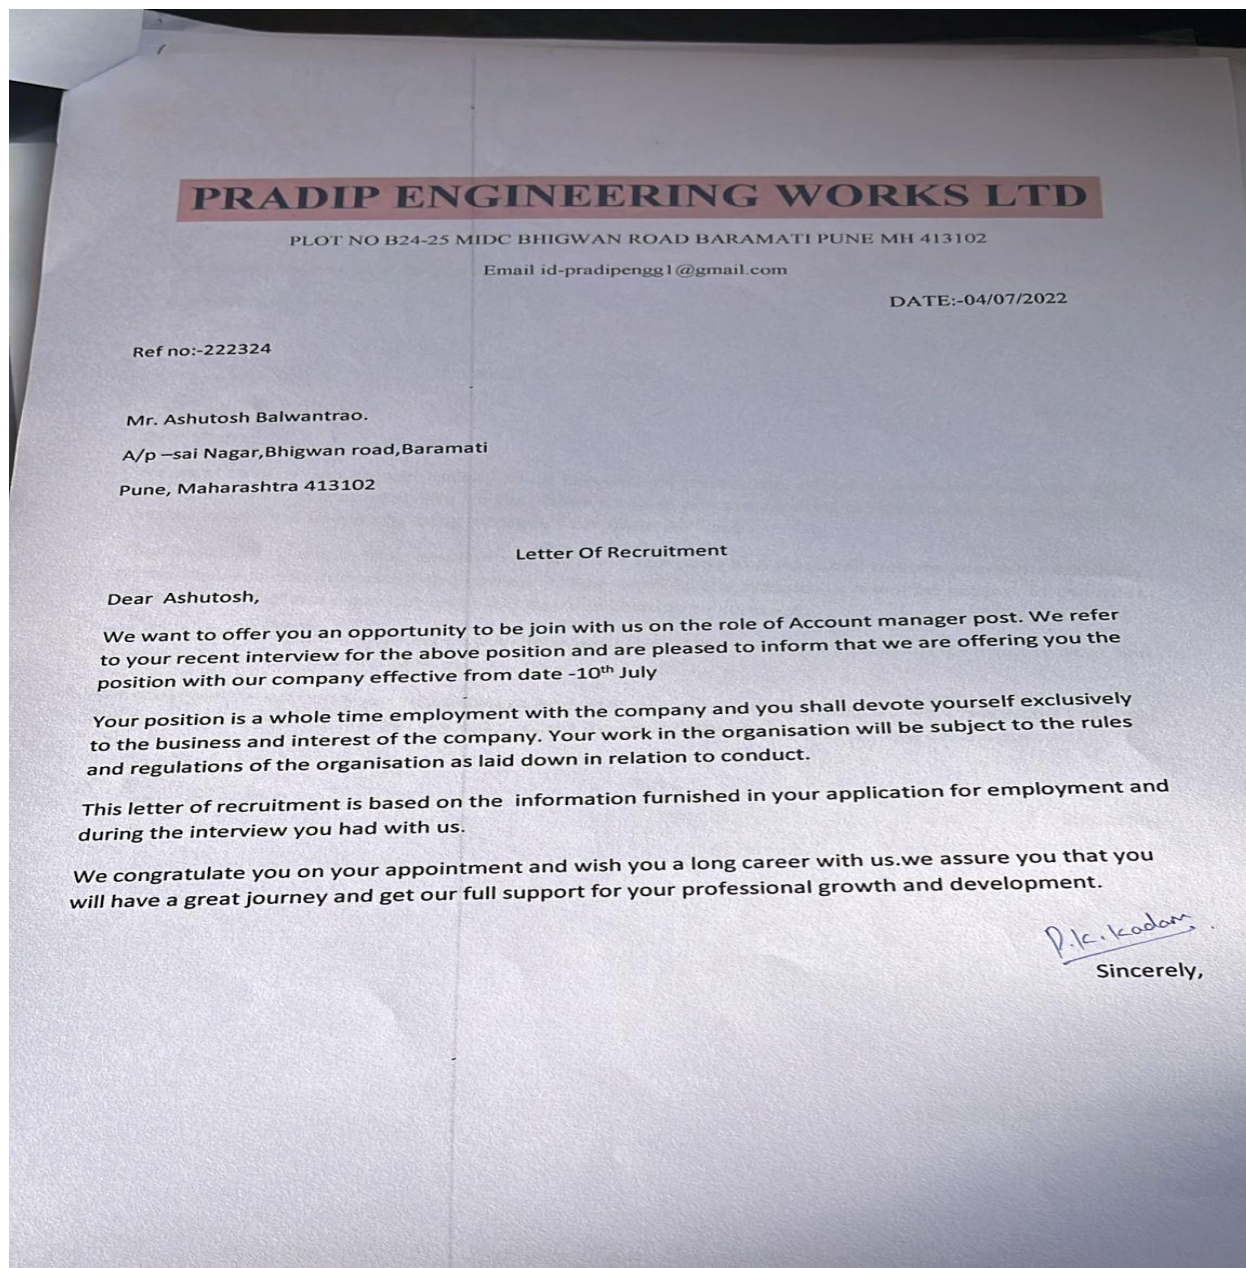 PRADIP ENGINEERING WORKS LTD
PLOT NO B24-25 MIDC BHIGWAN ROAD BARAMATI PUNE MH 413102
Email id-pradipengg1@gmail.com
DATE:-04/07/2022
Ref no:-222324
Mr. Ashutosh Balwantrao.
A/p –sai Nagar,Bhigwan road,Baramati
Pune, Maharashtra 413102
Letter Of Recruitment
Dear  Ashutosh,
We want to offer you an opportunity to be join with us on the role of Account manager post. We refer
to your recent interview for the above position and are pleased to inform that we are offering you the
position with our company effective from date -10th July
Your position is a whole time employment with the company and you shall devote yourself exclusively
to the business and interest of the company. Your work in the organisation will be subject to the rules
and regulations of the organisation as laid down in relation to conduct.
This letter of recruitment is based on the  information furnished in your application for employment and
during the interview you had with us.
We congratulate you on your appointment and wish you a long career with us.we assure you that you
will have a great journey and get our full support for your professional growth and development.
P.K.Kadam
Sincerely,